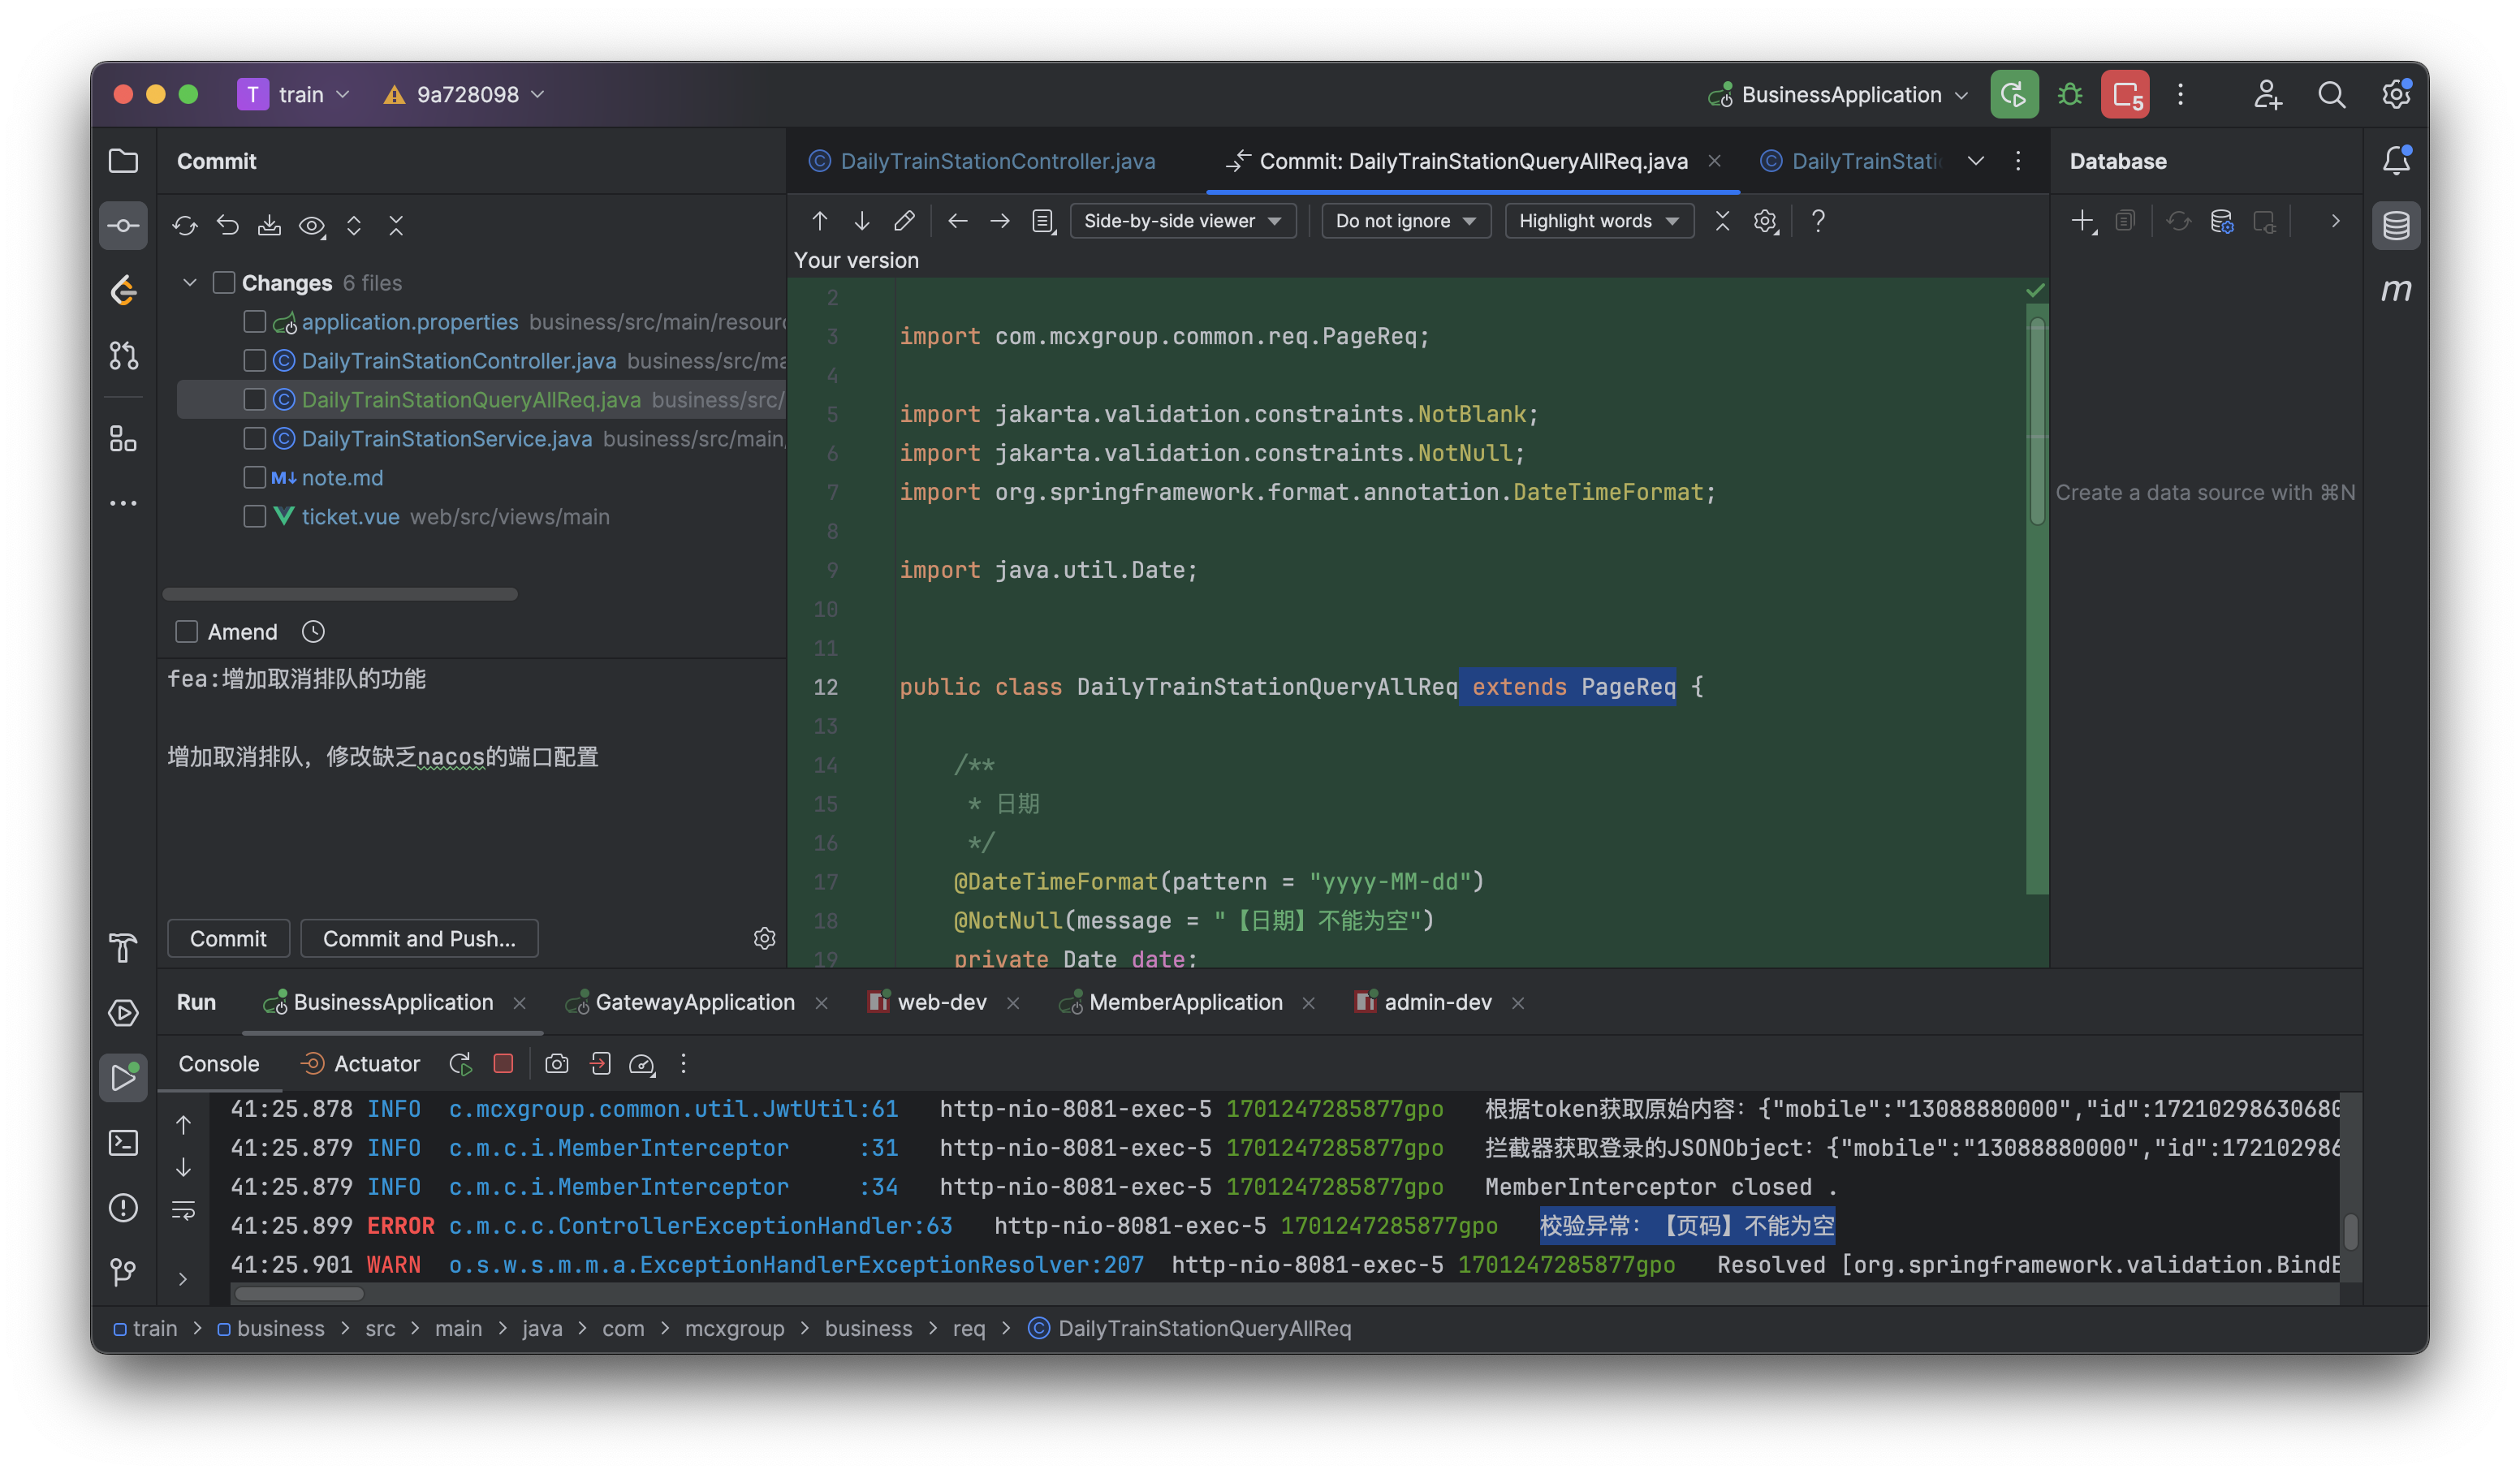 T train 9a728098 BusinessApplication 5
Commit
DailyTrainStationController.java Commit: DailyTrainStationQueryAllReq.java DailyTrainStati
Database
Side-by-side viewer Do not ignore Highlight words ?
Your version
Changes 6 files
application.properties business/src/main/resour
DailyTrainStationController.java business/src/ma
DailyTrainStationQueryAllReq.java business/src/
DailyTrainStationService.java business/src/main/
M↓ note.md
ticket.vue web/src/views/main
Amend
fea:增加取消排队的功能
增加取消排队，修改缺乏nacos的端口配置
Commit Commit and Push...
2
3 import com.mcxgroup.common.req.PageReq;
4
5 import jakarta.validation.constraints.NotBlank;
6 import jakarta.validation.constraints.NotNull;
7 import org.springframework.format.annotation.DateTimeFormat;
8
9 import java.util.Date;
10
11
12 public class DailyTrainStationQueryAllReq extends PageReq {
13
14 /**
15 * 日期
16 */
17 @DateTimeFormat(pattern = "yyyy-MM-dd")
18 @NotNull(message = "【日期】不能为空")
19 private Date date;
Create a data source with ⌘N
m
Run BusinessApplication GatewayApplication web-dev MemberApplication admin-dev
Console Actuator
41:25.878 INFO c.mcxgroup.common.util.JwtUtil:61 http-nio-8081-exec-5 1701247285877gpo 根据token获取原始内容：{"mobile":"13088880000","id":17210298630680
41:25.879 INFO c.m.c.i.MemberInterceptor :31 http-nio-8081-exec-5 1701247285877gpo 拦截器获取登录的JSONObject：{"mobile":"13088880000","id":172102986
41:25.879 INFO c.m.c.i.MemberInterceptor :34 http-nio-8081-exec-5 1701247285877gpo MemberInterceptor closed .
41:25.899 ERROR c.m.c.c.ControllerExceptionHandler:63 http-nio-8081-exec-5 1701247285877gpo 校验异常：【页码】不能为空
41:25.901 WARN o.s.w.s.m.m.a.ExceptionHandlerExceptionResolver:207 http-nio-8081-exec-5 1701247285877gpo Resolved [org.springframework.validation.BindE
train > business > src > main > java > com > mcxgroup > business > req > DailyTrainStationQueryAllReq